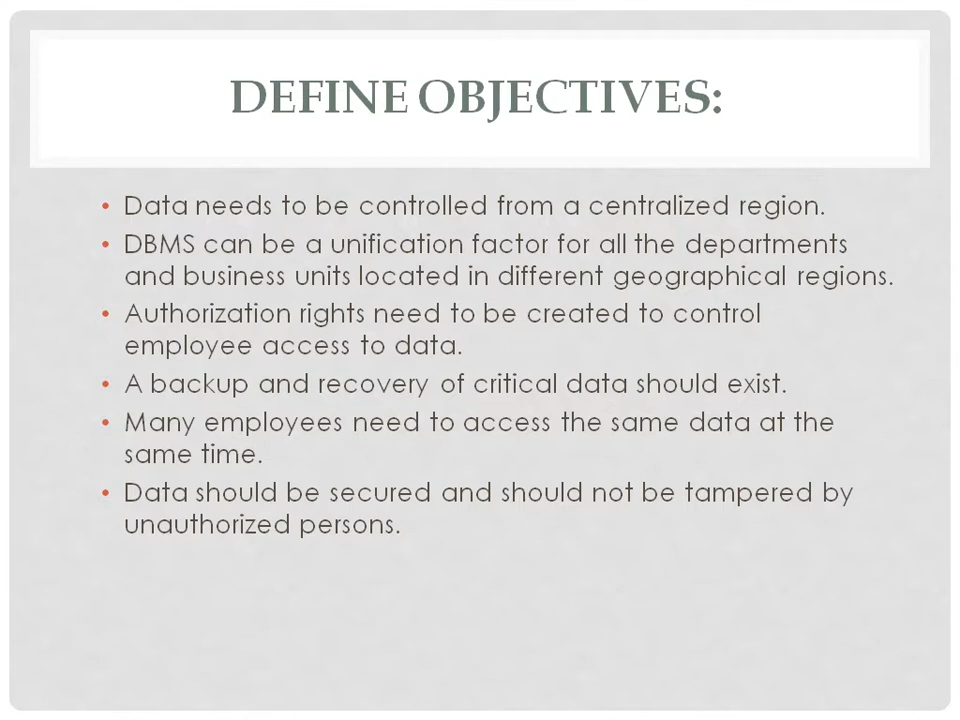 DEFINE OBJECTIVES:
• Data needs to be controlled from a centralized region.
• DBMS can be a unification factor for all the departments
and business units located in different geographical regions.
• Authorization rights need to be created to control
employee access to data.
• A backup and recovery of critical data should exist.
• Many employees need to access the same data at the
same time.
• Data should be secured and should not be tampered by
unauthorized persons.